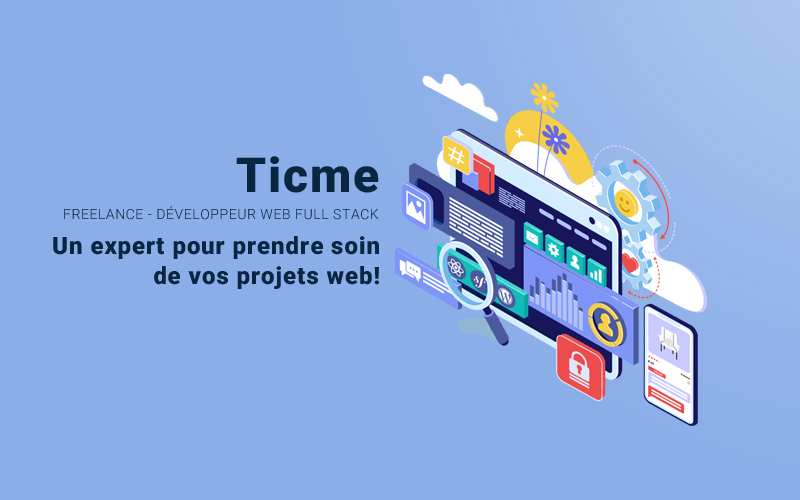 Ticme
FREELANCE - DÉVELOPPEUR WEB FULL STACK
Un expert pour prendre soin
de vos projets web!